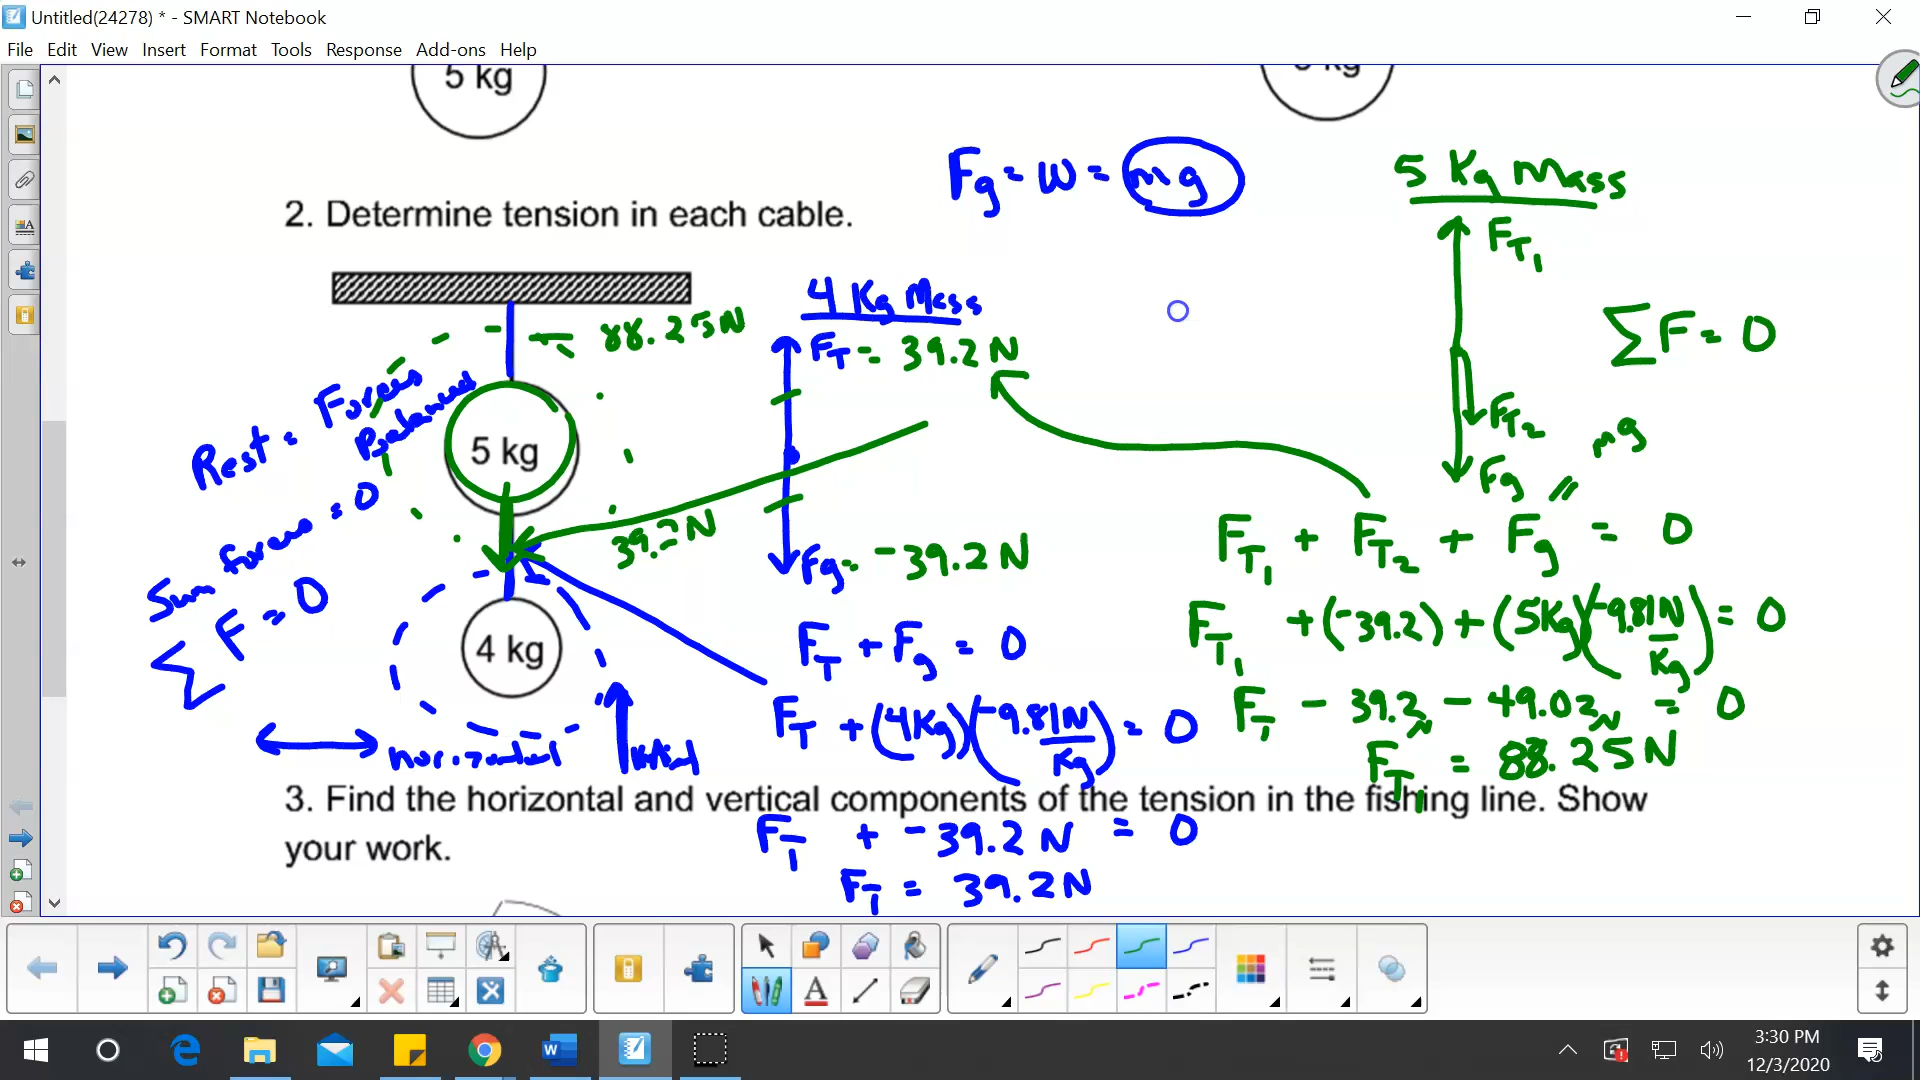 Untitled(24278) * - SMART Notebook
File Edit View Insert Format Tools Response Add-ons Help
5 kg
Fg = W = mg
5 Kg Mass
2. Determine tension in each cable.
FT1
4 Kg Mass
88.25N
FT = 39.2 N
ΣF = 0
Rest = Forces
Balanced
5 kg
FT2
mg
Fg
39.2N
Fg = -39.2 N
FT1 + FT2 + Fg = 0
Sum forces = 0
ΣF = 0
4 kg
FT + Fg = 0
FT1 + (-39.2) + (5Kg)(-9.81N/Kg) = 0
FT + (4Kg)(-9.81N/Kg) = 0
FT1 - 39.2N - 49.02N = 0
horizontal
FT1 = 88.25N
3. Find the horizontal and vertical components of the tension in the fishing line. Show
your work.
FT + -39.2 N = 0
FT = 39.2N
3:30 PM
12/3/2020